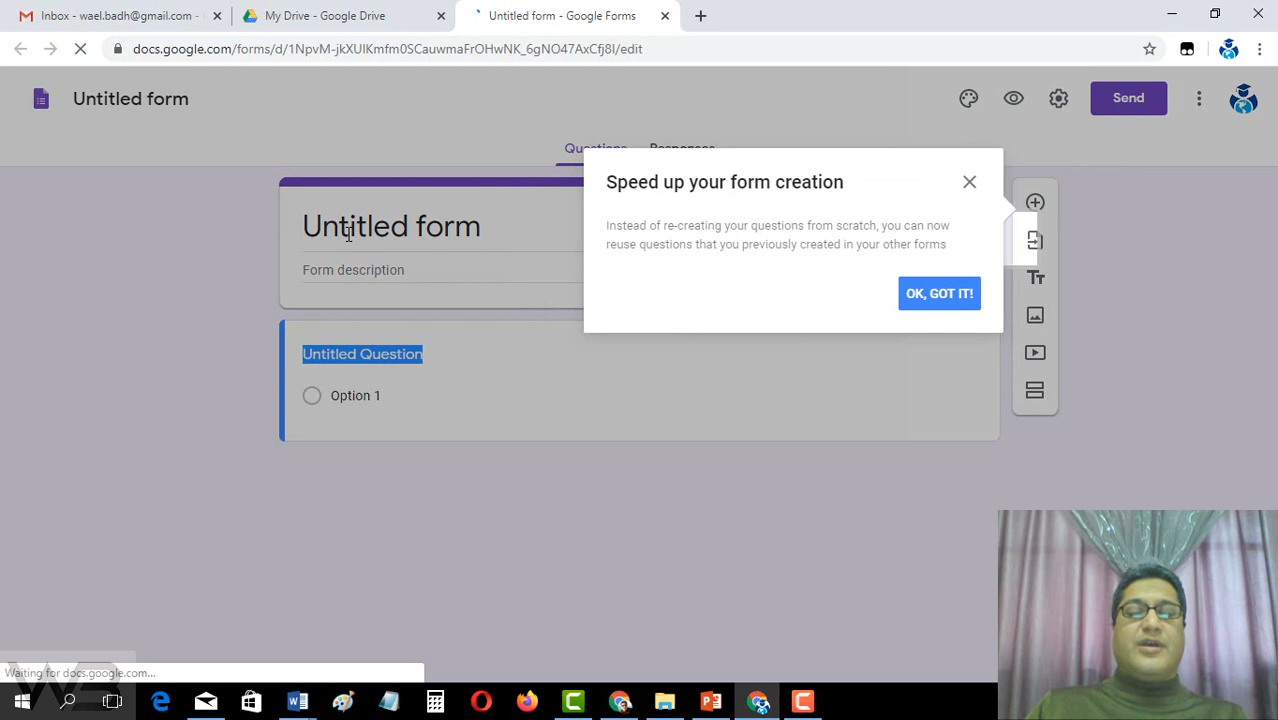 Inbox - wael.badh@gmail.com -
My Drive - Google Drive
Untitled form - Google Forms
docs.google.com/forms/d/1NpvM-jkXUIKmfm0SCauwmaFrOHwNK_6gNO47AxCfj8I/edit
Untitled form
Send
Questions
Responses
Speed up your form creation
Instead of re-creating your questions from scratch, you can now
reuse questions that you previously created in your other forms
OK, GOT IT!
Untitled form
Form description
Untitled Question
Option 1
Waiting for docs.google.com...
WB